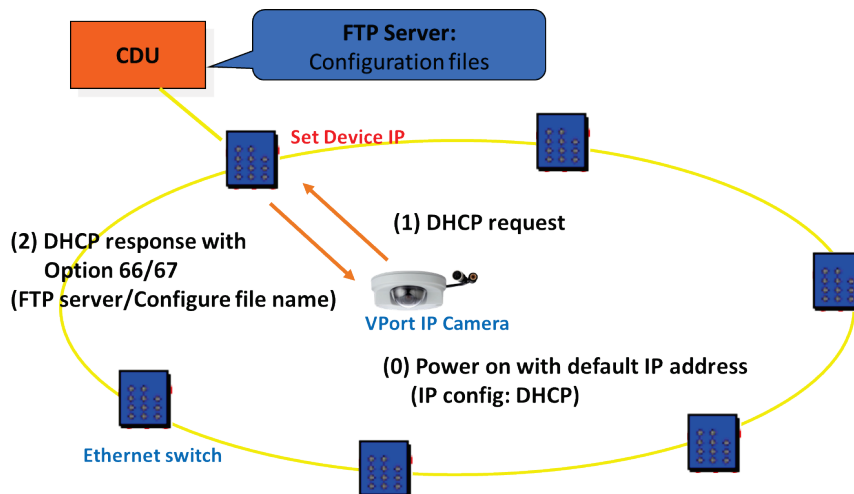 CDU
FTP Server:
Configuration files
Set Device IP
(1) DHCP request
(2) DHCP response with
Option 66/67
(FTP server/Configure file name)
VPort IP Camera
(0) Power on with default IP address
(IP config: DHCP)
Ethernet switch